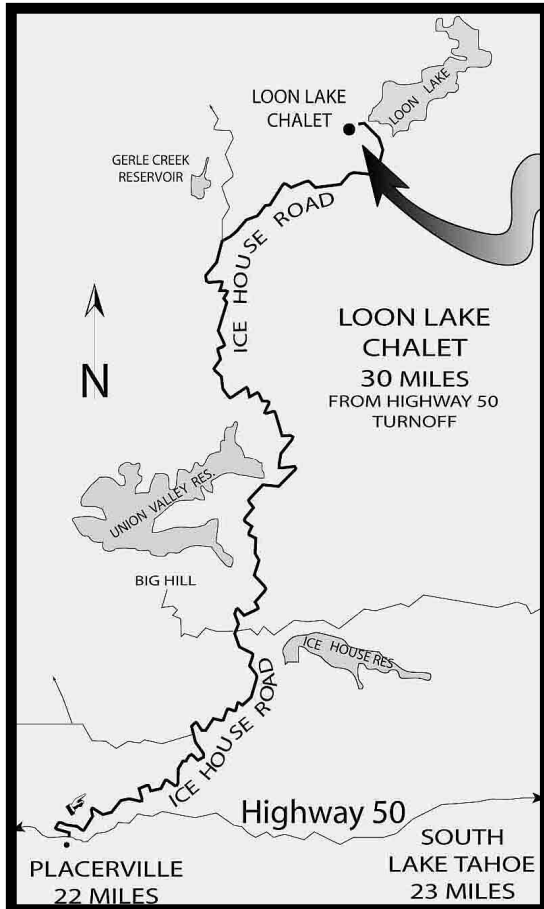 LOON LAKE
LOON LAKE
CHALET
GERLE CREEK
RESERVOIR
ICE HOUSE ROAD
N
LOON LAKE
CHALET
30 MILES
FROM HIGHWAY 50
TURNOFF
UNION VALLEY RES.
BIG HILL
ICE HOUSE RES
ICE HOUSE ROAD
Highway 50
PLACERVILLE
22 MILES
SOUTH
LAKE TAHOE
23 MILES